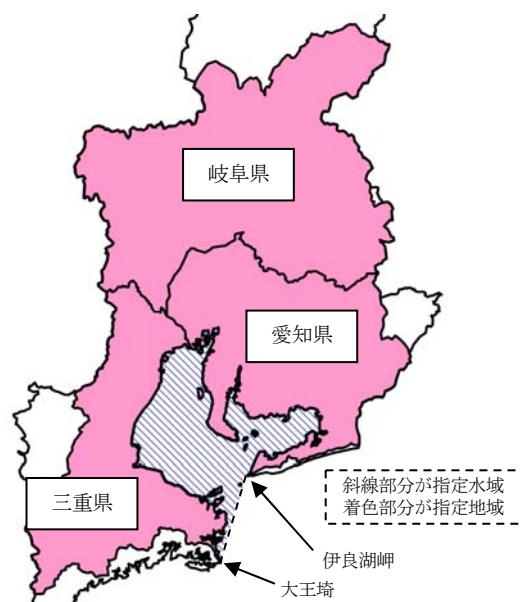 岐阜県
愛知県
三重県
斜線部分が指定水域
着色部分が指定地域
伊良湖岬
大王埼